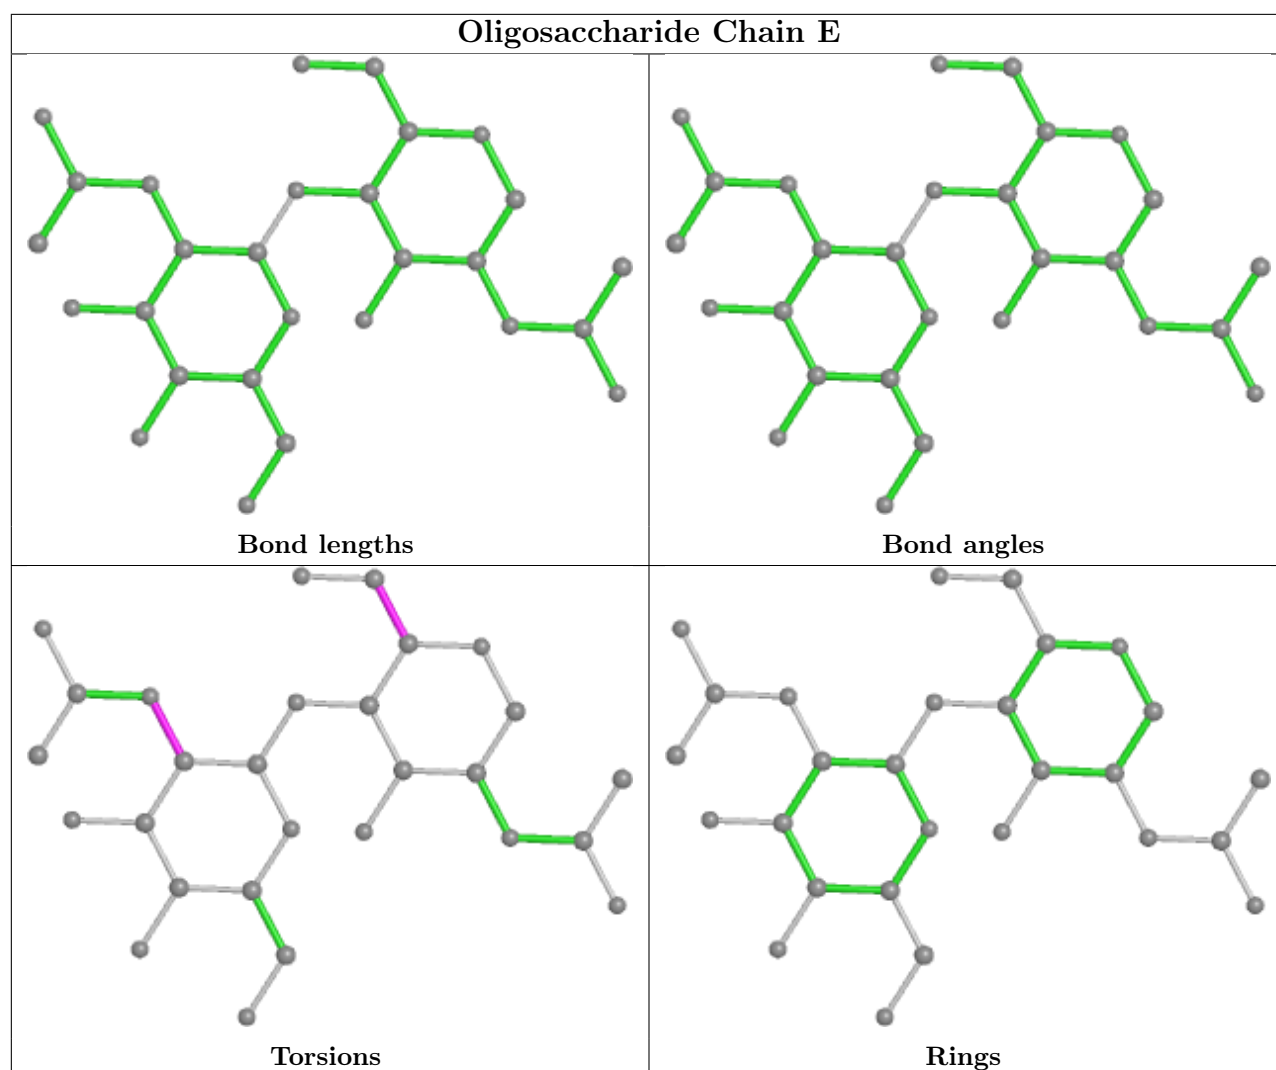 Oligosaccharide Chain E
Bond lengths
Bond angles
Torsions
Rings